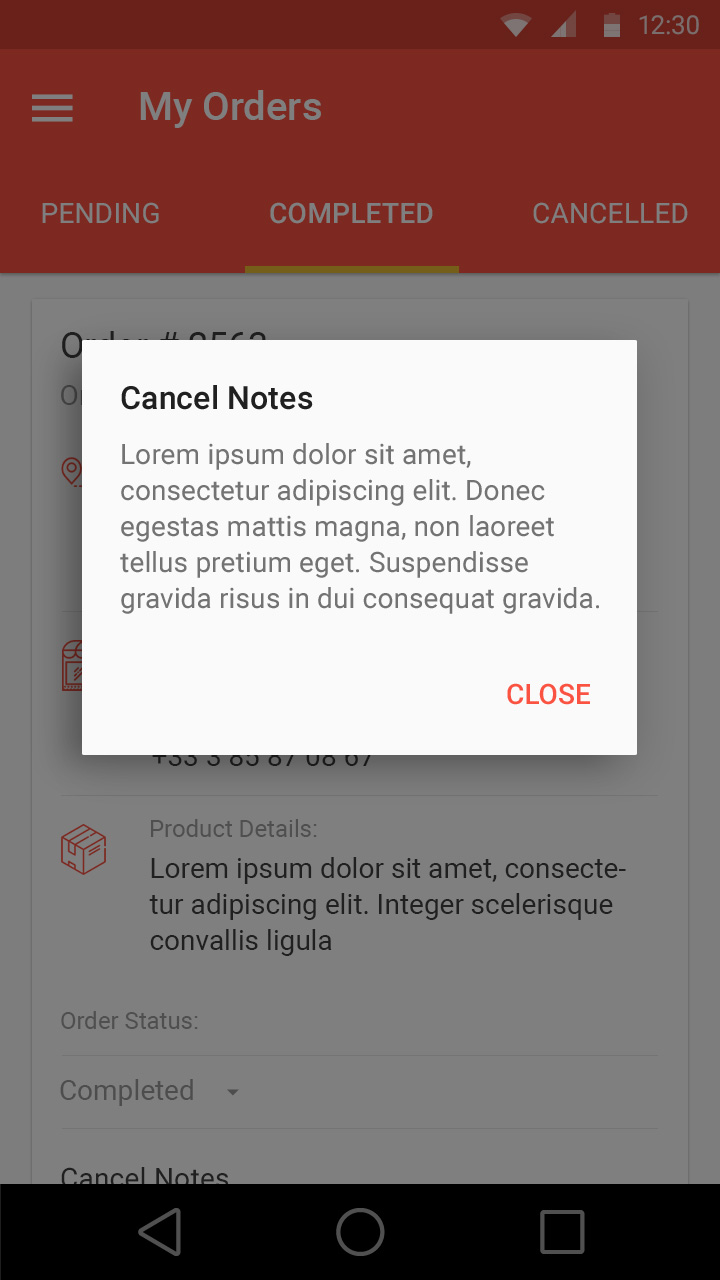 12:30
My Orders
PENDING COMPLETED CANCELLED
Order #
Cancel Notes
Lorem ipsum dolor sit amet,
consectetur adipiscing elit. Donec
egestas mattis magna, non laoreet
tellus pretium eget. Suspendisse
gravida risus in dui consequat gravida.
CLOSE
+33 3 85 87 08 67
Product Details:
Lorem ipsum dolor sit amet, consecte-
tur adipiscing elit. Integer scelerisque
convallis ligula
Order Status:
Completed
Cancel Notes